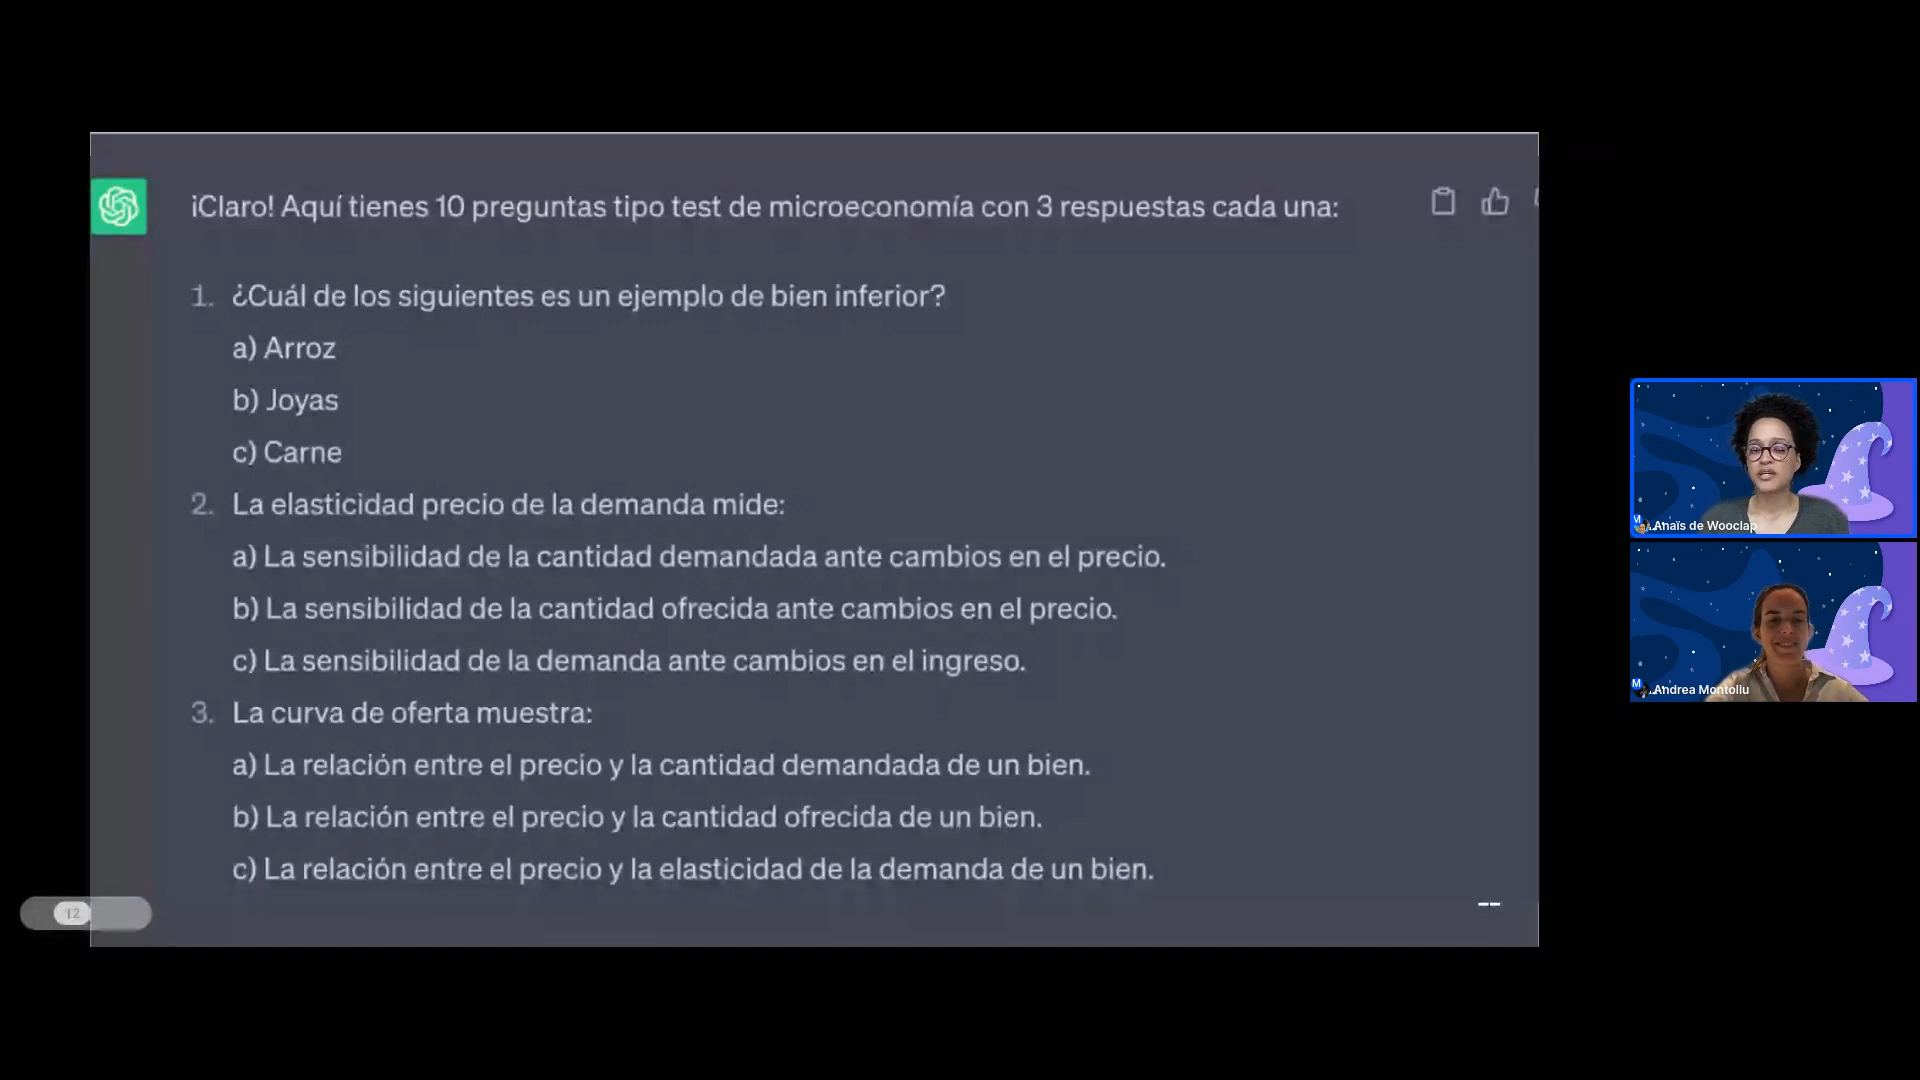 ¡Claro! Aquí tienes 10 preguntas tipo test de microeconomía con 3 respuestas cada una:
1. ¿Cuál de los siguientes es un ejemplo de bien inferior?
a) Arroz
b) Joyas
c) Carne
2. La elasticidad precio de la demanda mide:
a) La sensibilidad de la cantidad demandada ante cambios en el precio.
b) La sensibilidad de la cantidad ofrecida ante cambios en el precio.
c) La sensibilidad de la demanda ante cambios en el ingreso.
3. La curva de oferta muestra:
a) La relación entre el precio y la cantidad demandada de un bien.
b) La relación entre el precio y la cantidad ofrecida de un bien.
c) La relación entre el precio y la elasticidad de la demanda de un bien.
12
--
M Anaïs de Wooclap
M Andrea Montoliu